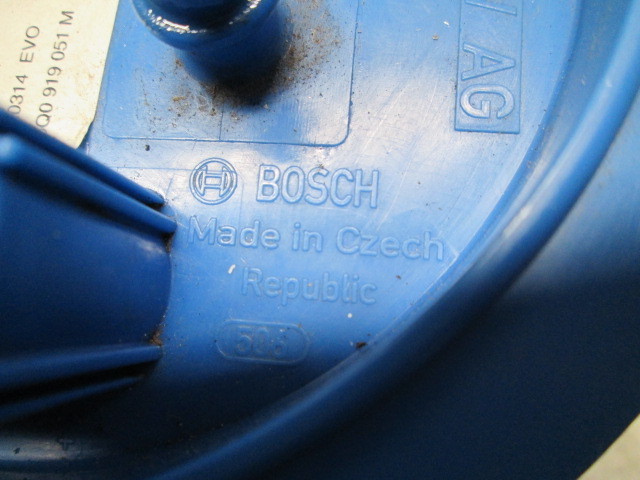 0314 EVO
Q0 919 051 M
AG
BOSCH
Made in Czech
Republic